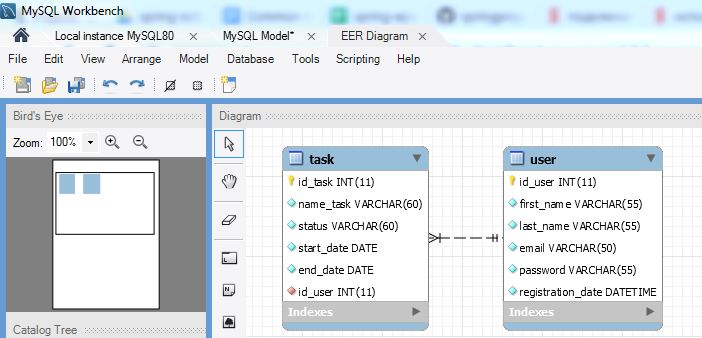 MySQL Workbench
Local instance MySQL80 MySQL Model* EER Diagram
File Edit View Arrange Model Database Tools Scripting Help
Bird's Eye
Zoom: 100%
Catalog Tree
Diagram
task
id_task INT(11)
name_task VARCHAR(60)
status VARCHAR(60)
start_date DATE
end_date DATE
id_user INT(11)
Indexes
user
id_user INT(11)
first_name VARCHAR(55)
last_name VARCHAR(55)
email VARCHAR(50)
password VARCHAR(55)
registration_date DATETIME
Indexes